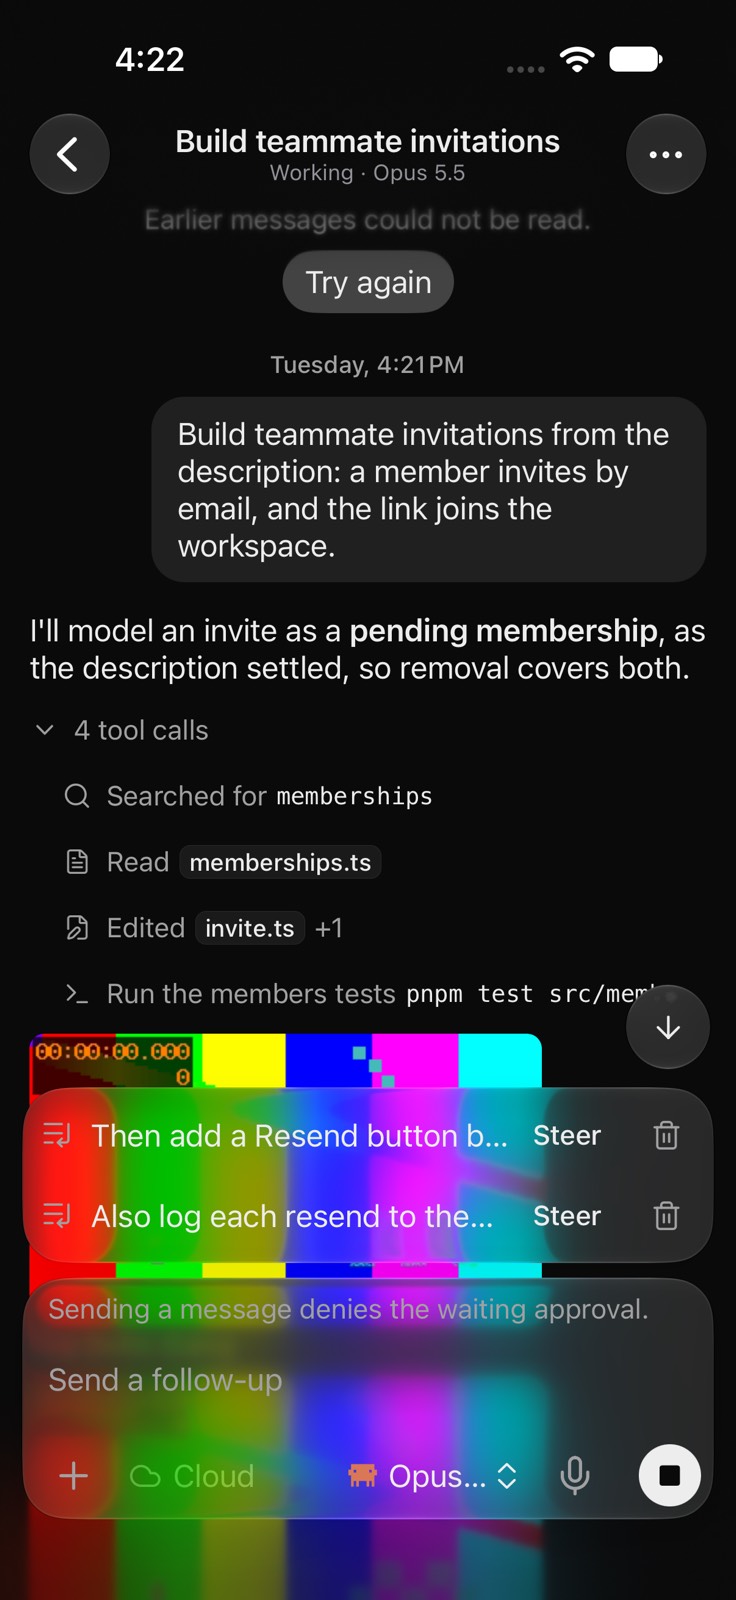 4:22
Build teammate invitations
Working · Opus 5.5
Earlier messages could not be read.
Try again
Tuesday, 4:21 PM
Build teammate invitations from the
description: a member invites by
email, and the link joins the
workspace.
I'll model an invite as a pending membership, as
the description settled, so removal covers both.
4 tool calls
Searched for memberships
Read memberships.ts
Edited invite.ts +1
Run the members tests pnpm test src/mem
00:00:00.000
0
Then add a Resend button b... Steer
Also log each resend to the... Steer
Sending a message denies the waiting approval.
Send a follow-up
Cloud Opus...